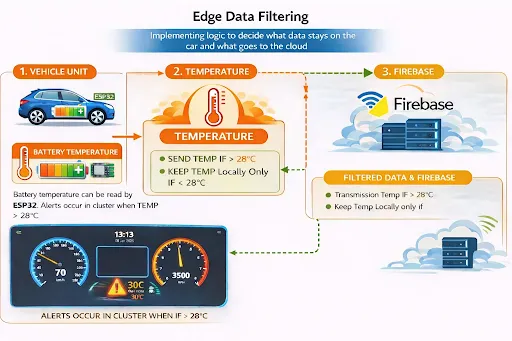 Edge Data Filtering
Implementing logic to decide what data stays on the
car and what goes to the cloud
1. VEHICLE UNIT
ESP32
BATTERY TEMPERATURE
Battery temperature can be read by
ESP32. Alerts occur in cluster when TEMP
> 28°C
2. TEMPERATURE
TEMPERATURE
SEND TEMP IF > 28°C
KEEP TEMP Locally Only
IF < 28°C
3. FIREBASE
Firebase
FILTERED DATA & FIREBASE
Transmission Temp IF > 28°C
Keep Temp Locally only if
13:13
70
30C
30°C
3500
ALERTS OCCUR IN CLUSTER WHEN IF > 28°C